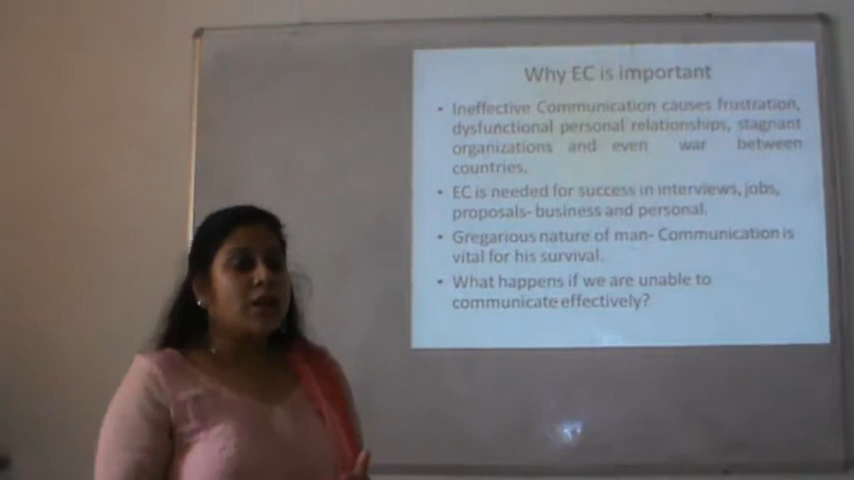 Why EC is important
• Ineffective Communication causes frustration,
dysfunctional personal relationships, stagnant
organizations and even war between
countries.
• EC is needed for success in interviews, jobs,
proposals- business and personal.
• Gregarious nature of man- Communication is
vital for his survival.
• What happens if we are unable to
communicate effectively?